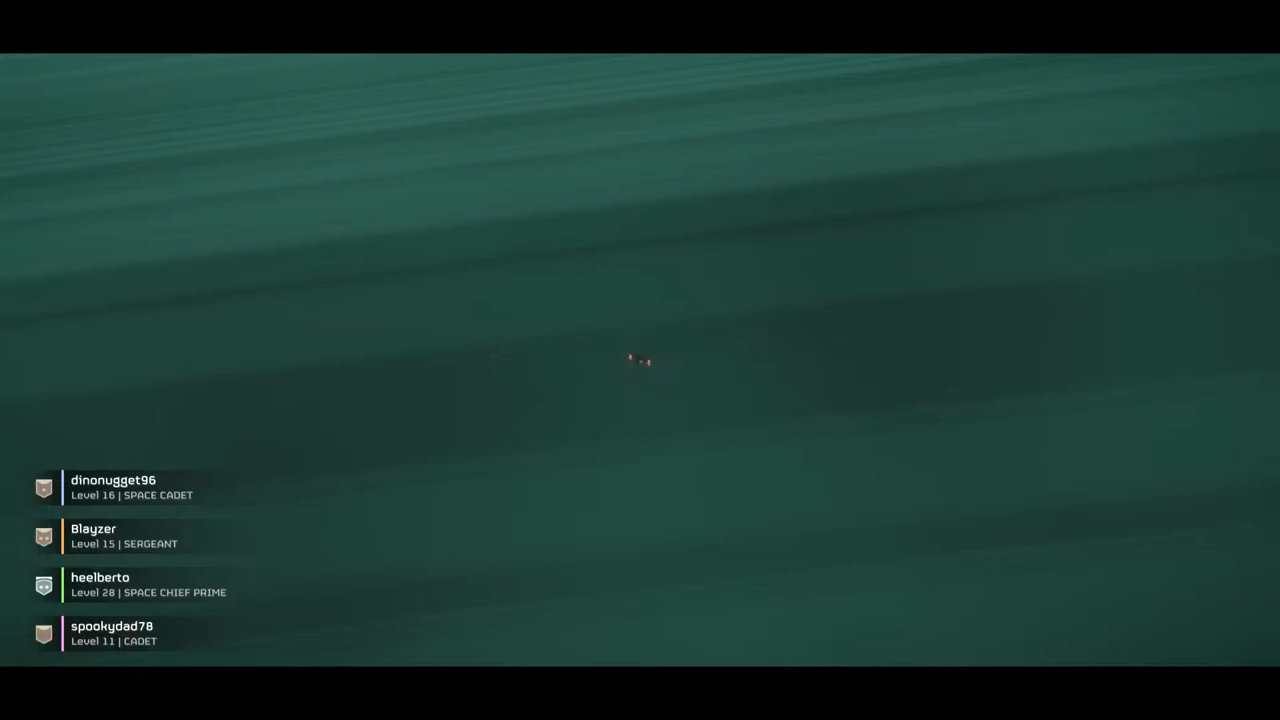 dinonugget96
Level 16 | SPACE CADET
Blayzer
Level 15 | SERGEANT
heelberto
Level 28 | SPACE CHIEF PRIME
spookydad78
Level 11 | CADET